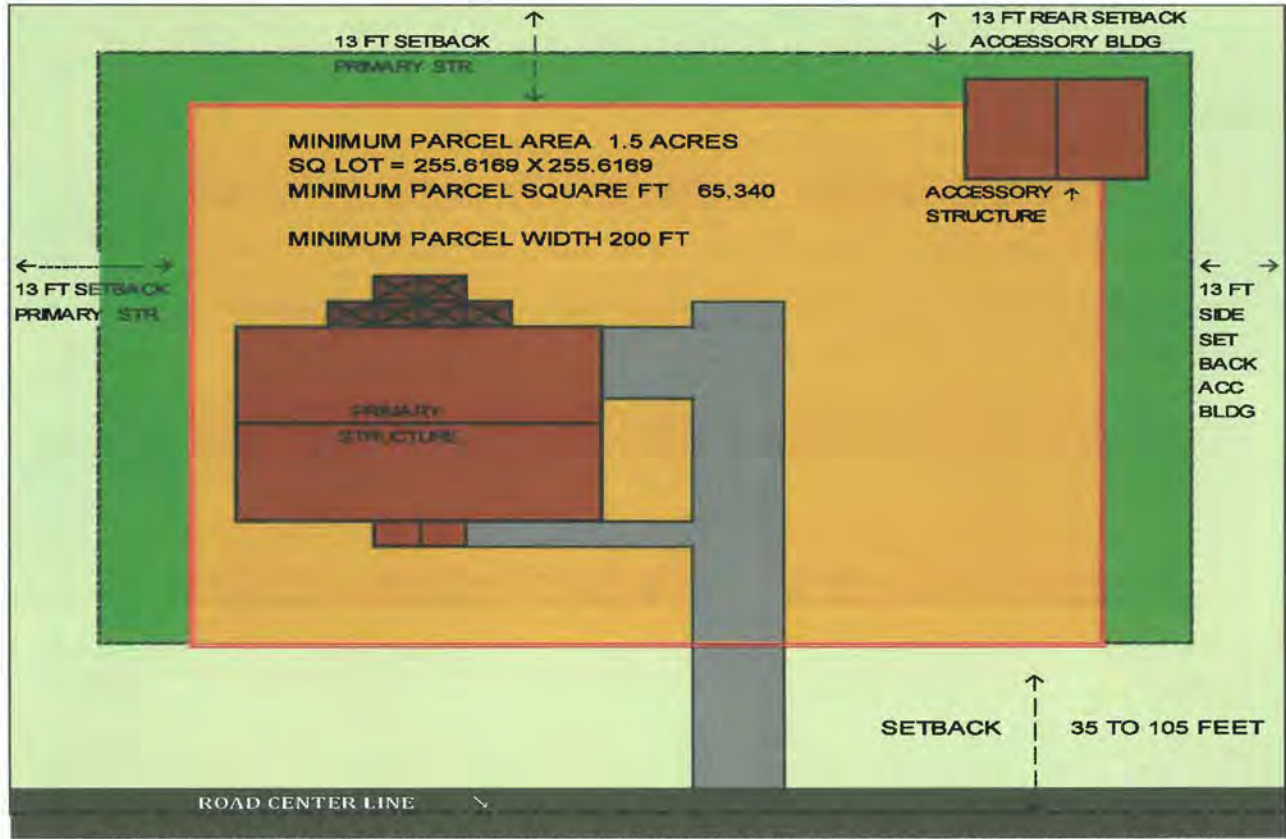 13 FT SETBACK
PRIMARY STR.
13 FT REAR SETBACK
ACCESSORY BLDG
MINIMUM PARCEL AREA 1.5 ACRES
SQ LOT = 255.6169 X 255.6169
MINIMUM PARCEL SQUARE FT 65,340
MINIMUM PARCEL WIDTH 200 FT
ACCESSORY
STRUCTURE
13 FT SETBACK
PRIMARY STR.
13 FT
SIDE
SET
BACK
ACC
BLDG
PRIMARY
STRUCTURE
SETBACK 35 TO 105 FEET
ROAD CENTER LINE